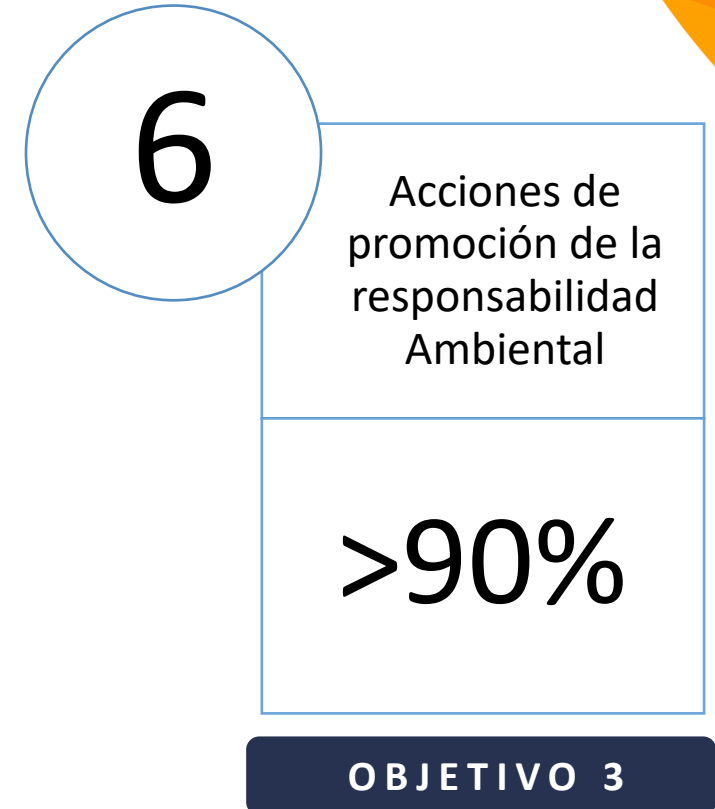 6
Acciones de
promoción de la
responsabilidad
Ambiental
>90%
OBJETIVO 3